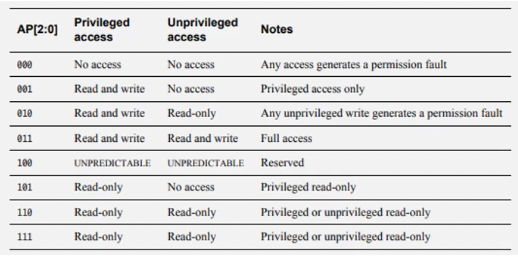 AP[2:0] Privileged access Unprivileged access Notes
000 No access No access Any access generates a permission fault
001 Read and write No access Privileged access only
010 Read and write Read-only Any unprivileged write generates a permission fault
011 Read and write Read and write Full access
100 UNPREDICTABLE UNPREDICTABLE Reserved
101 Read-only No access Privileged read-only
110 Read-only Read-only Privileged or unprivileged read-only
111 Read-only Read-only Privileged or unprivileged read-only